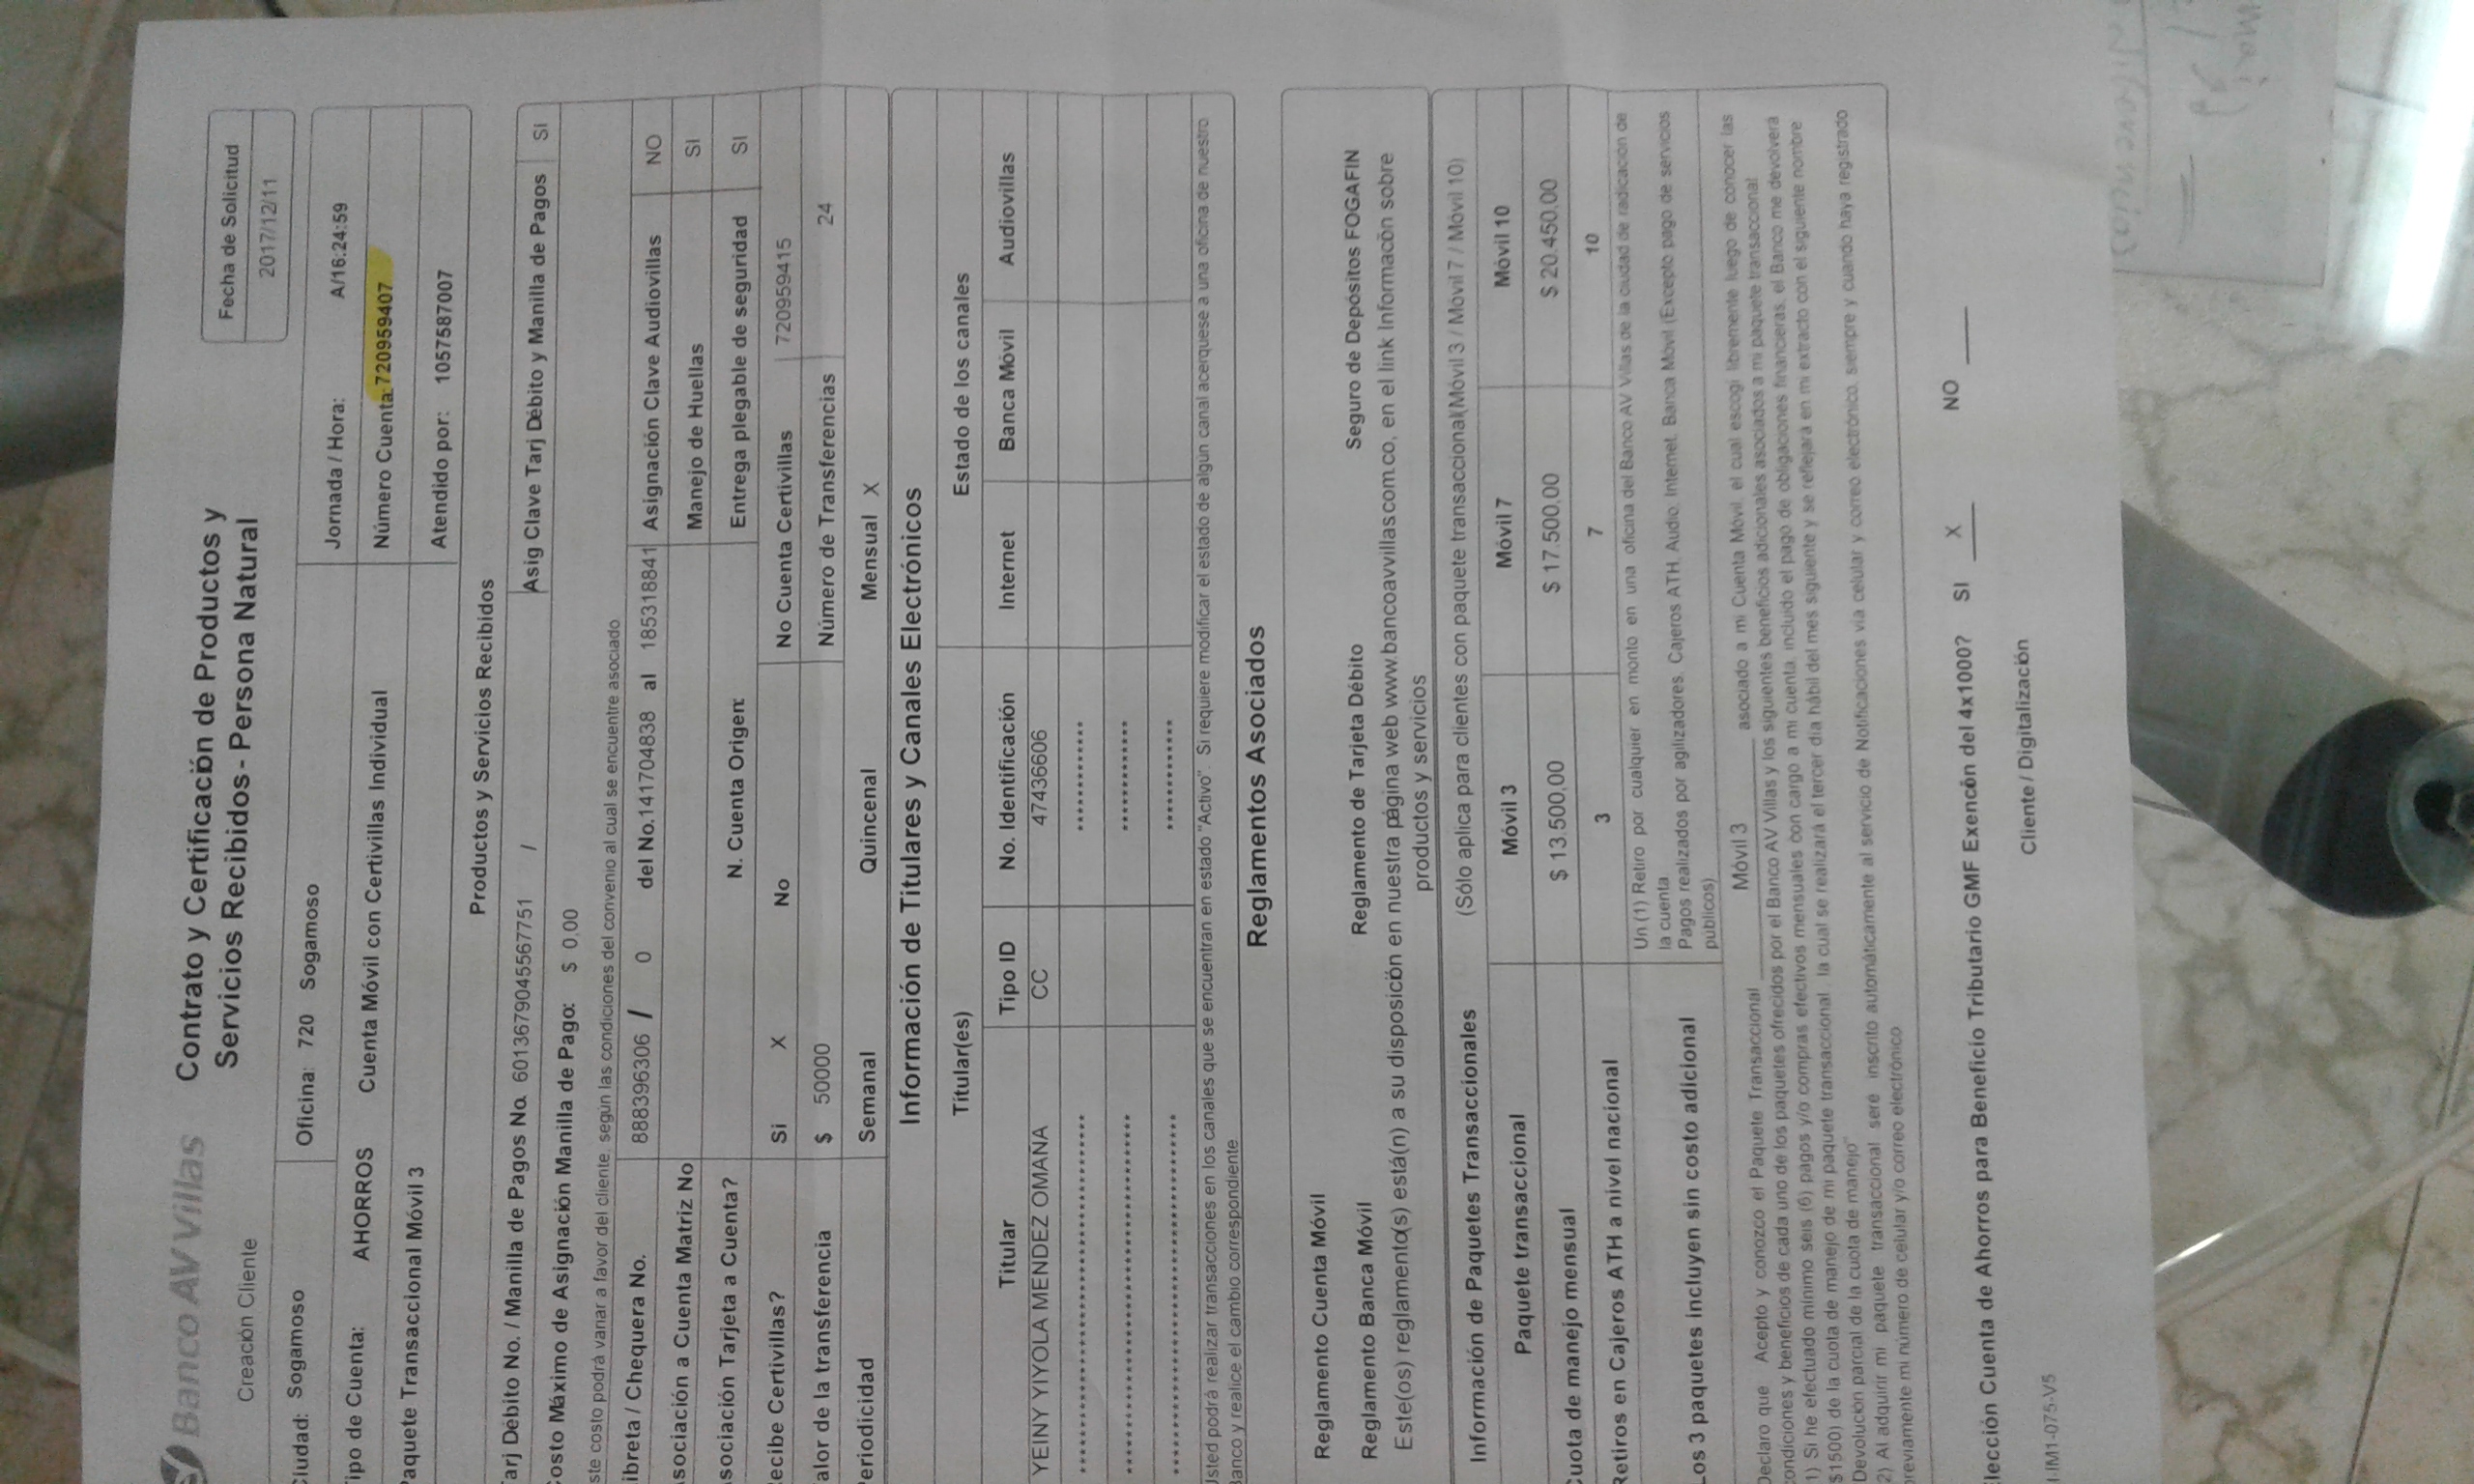 Banco AV Villas
Contrato y Certificación de Productos y
Servicios Recibidos - Persona Natural
Creación Cliente
Fecha de Solicitud
2017/12/11
Ciudad: Sogamoso Oficina: 720 Sogamoso Jornada / Hora: A/16:24:59
Tipo de Cuenta: AHORROS Cuenta Móvil con Certivillas Individual Número Cuenta: 720959407
Paquete Transaccional Móvil 3 Atendido por: 1057587007
Productos y Servicios Recibidos
Tarj Débito No. / Manilla de Pagos No. 6013679045567751 / Asig Clave Tarj Débito y Manilla de Pagos SI
Costo Máximo de Asignación Manilla de Pago: $ 0,00
Este costo podrá variar a favor del cliente, según las condiciones del convenio al cual se encuentre asociado
Libreta / Chequera No. 888396306 / 0 del No.141704838 al 185318841 Asignación Clave Audiovillas NO
Asociación a Cuenta Matriz No Manejo de Huellas SI
Asociación Tarjeta a Cuenta? N. Cuenta Origen: Entrega plegable de seguridad SI
Recibe Certivillas? Si X No No Cuenta Certivillas 720959415
Valor de la transferencia $ 50000 Número de Transferencias 24
Periodicidad Semanal Quincenal Mensual X
Información de Titulares y Canales Electrónicos
Titular(es) Estado de los canales
Titular Tipo ID No. Identificación Internet Banca Móvil Audiovillas
YEINY YIYOLA MENDEZ OMAÑA CC 47436606
Usted podrá realizar transacciones en los canales que se encuentran en estado "Activo". Si requiere modificar el estado de algún canal acerquese a una oficina de nuestro
Banco y realice el cambio correspondiente
Reglamentos Asociados
Reglamento Cuenta Móvil
Reglamento Banca Móvil Reglamento de Tarjeta Débito Seguro de Depósitos FOGAFIN
Este(os) reglamento(s) está(n) a su disposición en nuestra página web www.bancoavvillas.com.co, en el link Información sobre
productos y servicios
Información de Paquetes Transaccionales (Sólo aplica para clientes con paquete transaccional(Móvil 3 / Móvil 7 / Móvil 10)
Paquete transaccional Móvil 3 Móvil 7 Móvil 10
Cuota de manejo mensual $ 13.500,00 $ 17.500,00 $ 20.450,00
Retiros en Cajeros ATH a nivel nacional 3 7 10
Los 3 paquetes incluyen sin costo adicional
Un (1) Retiro por cualquier en monto en una oficina del Banco AV Villas de la ciudad de radicación de
la cuenta
Pagos realizados por agilizadores, Cajeros ATH, Audio, Internet, Banca Móvil (Excepto pago de servicios
públicos)
Declaro que Acepto y conozco el Paquete Transaccional Móvil 3 asociado a mi Cuenta Móvil, el cual escogí libremente luego de conocer las
condiciones y beneficios de cada uno de los paquetes ofrecidos por el Banco AV Villas y los siguientes beneficios adicionales asociados a mi paquete transaccional
1) Si he efectuado mínimo seis (6) pagos y/o compras efectivos mensuales con cargo a mi cuenta, incluido el pago de obligaciones financieras, el Banco me devolverá
$1500) de la cuota de manejo de mi paquete transaccional, la cual se realizará el tercer día hábil del mes siguiente y se reflejará en mi extracto con el siguiente nombre
Devolución parcial de la cuota de manejo"
2) Al adquirir mi paquete transaccional seré inscrito automáticamente al servicio de Notificaciones vía celular y correo electrónico, siempre y cuando haya registrado
previamente mi número de celular y/o correo electrónico
Elección Cuenta de Ahorros para Beneficio Tributario GMF Exención del 4x1000? SI X NO
Cliente / Digitalización
IM1-075-V5